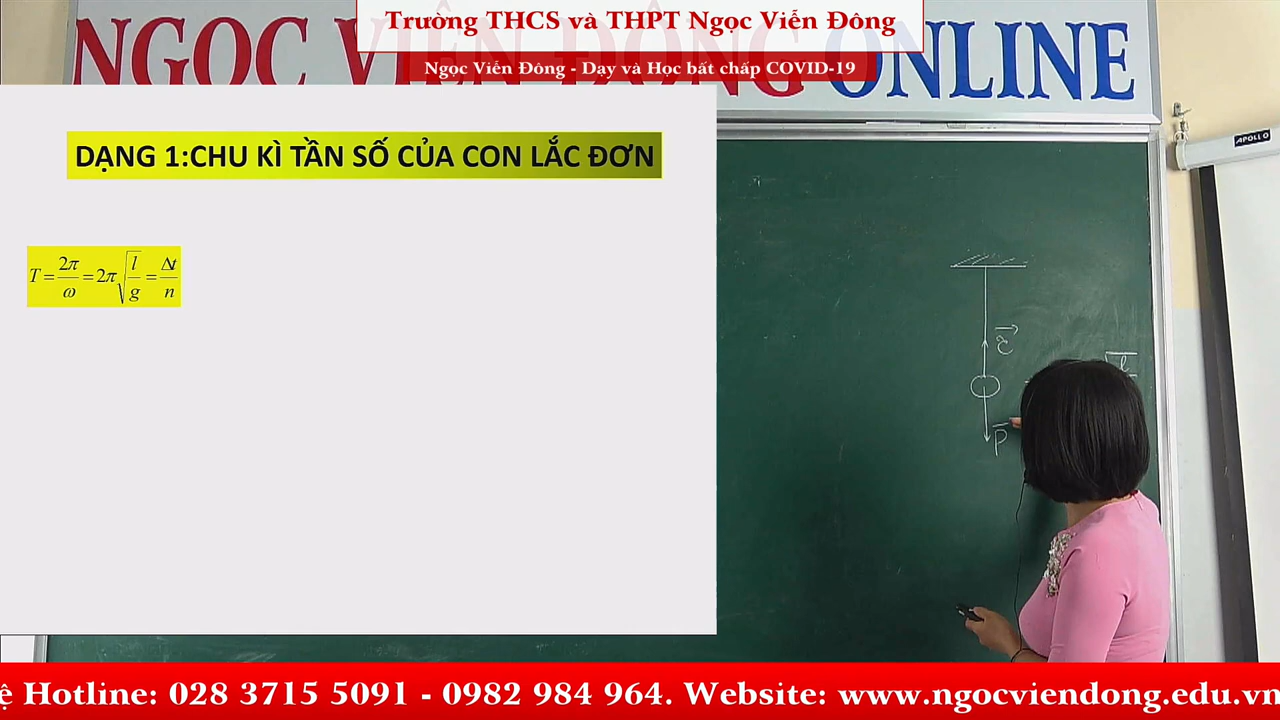 NGỌC VIỄN ĐÔNG ONLINE
Trường THCS và THPT Ngọc Viễn Đông
Ngọc Viễn Đông - Dạy và Học bất chấp COVID-19
APOLLO
DẠNG 1:CHU KÌ TẦN SỐ CỦA CON LẮC ĐƠN
T = 2π/ω = 2π√(l/g) = Δt/n
τ⃗
l
P⃗
ệ Hotline: 028 3715 5091 - 0982 984 964. Website: www.ngocviendong.edu.vn